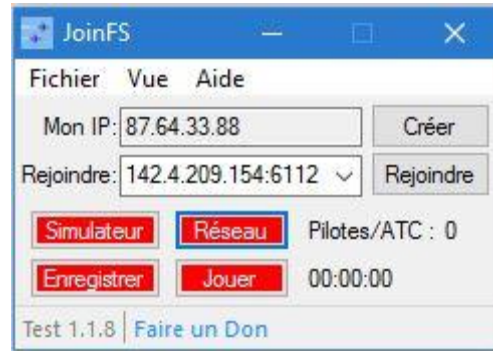 JoinFS
Fichier Vue Aide
Mon IP: 87.64.33.88 Créer
Rejoindre: 142.4.209.154:6112 Rejoindre
Simulateur Réseau Pilotes/ATC : 0
Enregistrer Jouer 00:00:00
Test 1.1.8 Faire un Don